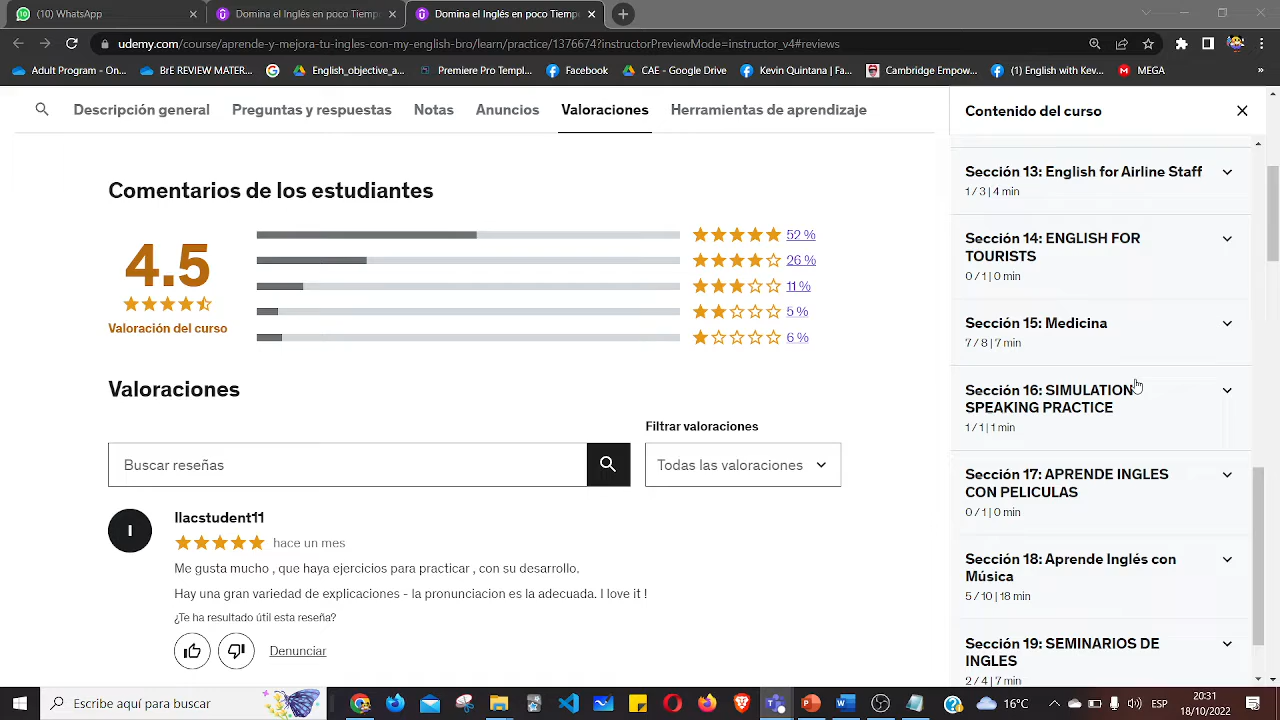 (10) WhatsApp
Domina el Inglés en poco Tiemp
Domina el Inglés en poco Tiemp
udemy.com/course/aprende-y-mejora-tu-ingles-con-my-english-bro/learn/practice/1376674?instructorPreviewMode=instructor_v4#reviews
Adult Program - On...
BrE REVIEW MATER...
English_objective_a...
Premiere Pro Templ...
Facebook
CAE - Google Drive
Kevin Quintana | Fa...
Cambridge Empow...
(1) English with Kev...
MEGA
Descripción general
Preguntas y respuestas
Notas
Anuncios
Valoraciones
Herramientas de aprendizaje
Comentarios de los estudiantes
4.5
Valoración del curso
52 %
26 %
11 %
5 %
6 %
Valoraciones
Filtrar valoraciones
Buscar reseñas
Todas las valoraciones
I
Ilacstudent11
hace un mes
Me gusta mucho , que haya ejercicios para practicar , con su desarrollo.
Hay una gran variedad de explicaciones - la pronunciacion es la adecuada. I love it !
¿Te ha resultado útil esta reseña?
Denunciar
Contenido del curso
Sección 13: English for Airline Staff
1 / 3 | 4 min
Sección 14: ENGLISH FOR
TOURISTS
0 / 1 | 0 min
Sección 15: Medicina
7 / 8 | 7 min
Sección 16: SIMULATION
SPEAKING PRACTICE
1 / 1 | 1 min
Sección 17: APRENDE INGLES
CON PELICULAS
0 / 1 | 0 min
Sección 18: Aprende Inglés con
Música
5 / 10 | 18 min
Sección 19: SEMINARIOS DE
INGLES
2 / 4 | 7 min
Escribe aquí para buscar
16°C
ESP
20:31
18/10/2022